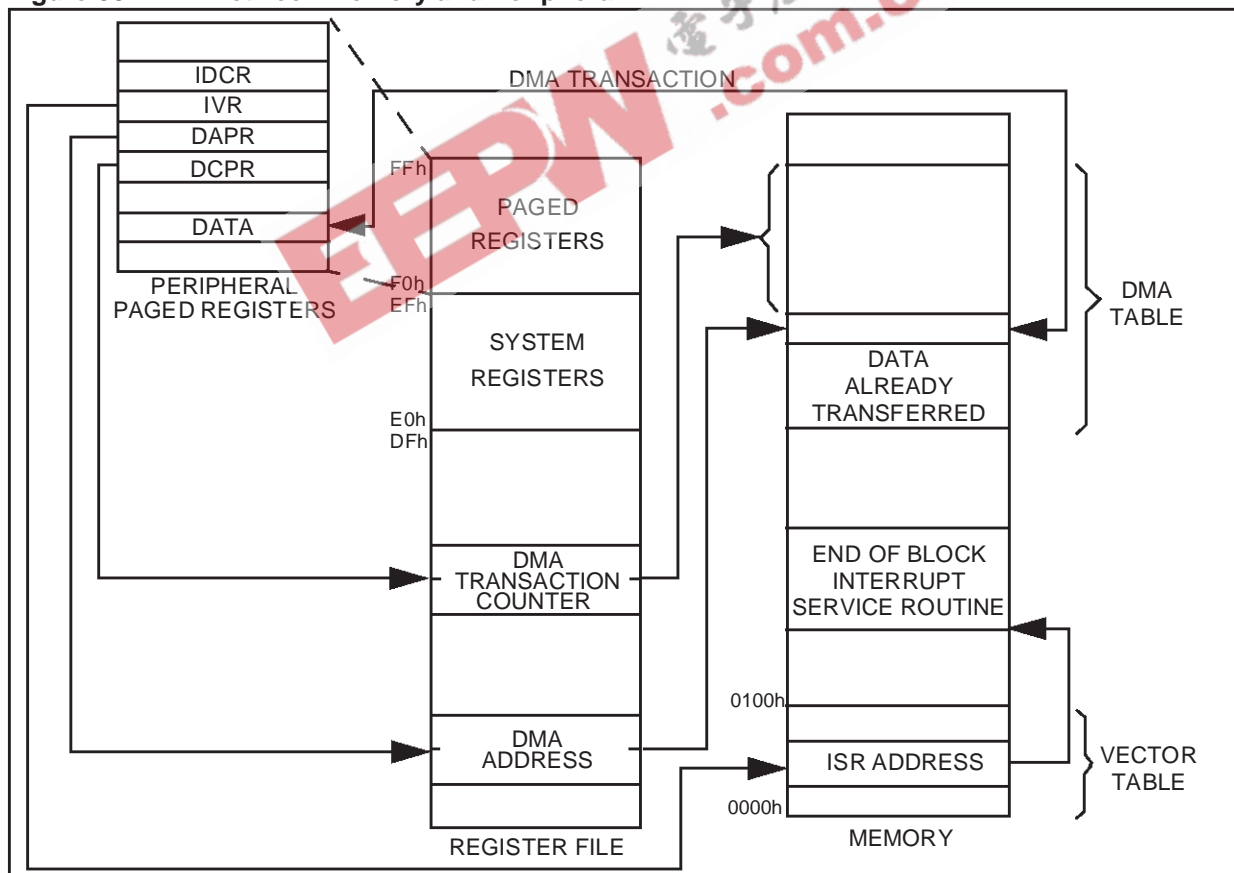 IDCR
IVR
DAPR
DCPR
DATA
PERIPHERAL
PAGED REGISTERS
DMA TRANSACTION
FFh
PAGED
REGISTERS
F0h
EFh
SYSTEM
REGISTERS
E0h
DFh
DMA
TRANSACTION
COUNTER
DMA
ADDRESS
REGISTER FILE
DATA
ALREADY
TRANSFERRED
END OF BLOCK
INTERRUPT
SERVICE ROUTINE
0100h
ISR ADDRESS
0000h
MEMORY
DMA
TABLE
VECTOR
TABLE
EEPW
.com.c